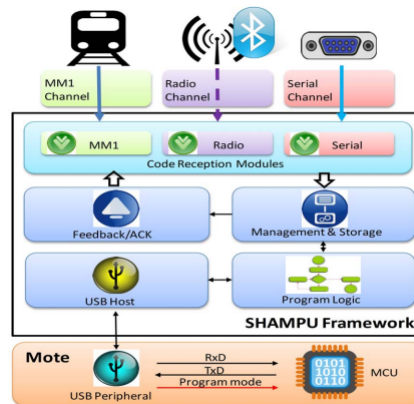 MM1
Channel
Radio
Channel
Serial
Channel
MM1
Radio
Serial
Code Reception Modules
Feedback/ACK
Management & Storage
USB Host
Program Logic
SHAMPU Framework
Mote
RxD
TxD
Program mode
USB Peripheral
0101
1010
0110
MCU